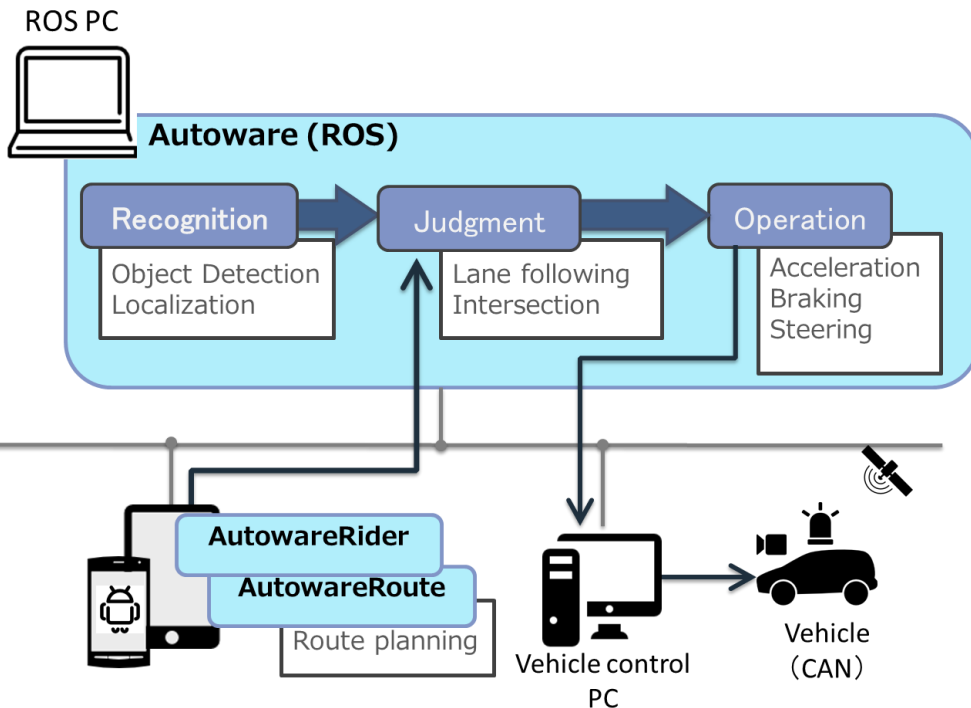 ROS PC
Autoware (ROS)
Recognition
Judgment
Operation
Object Detection
Localization
Lane following
Intersection
Acceleration
Braking
Steering
AutowareRider
AutowareRoute
Route planning
Vehicle control
PC
Vehicle
（CAN）